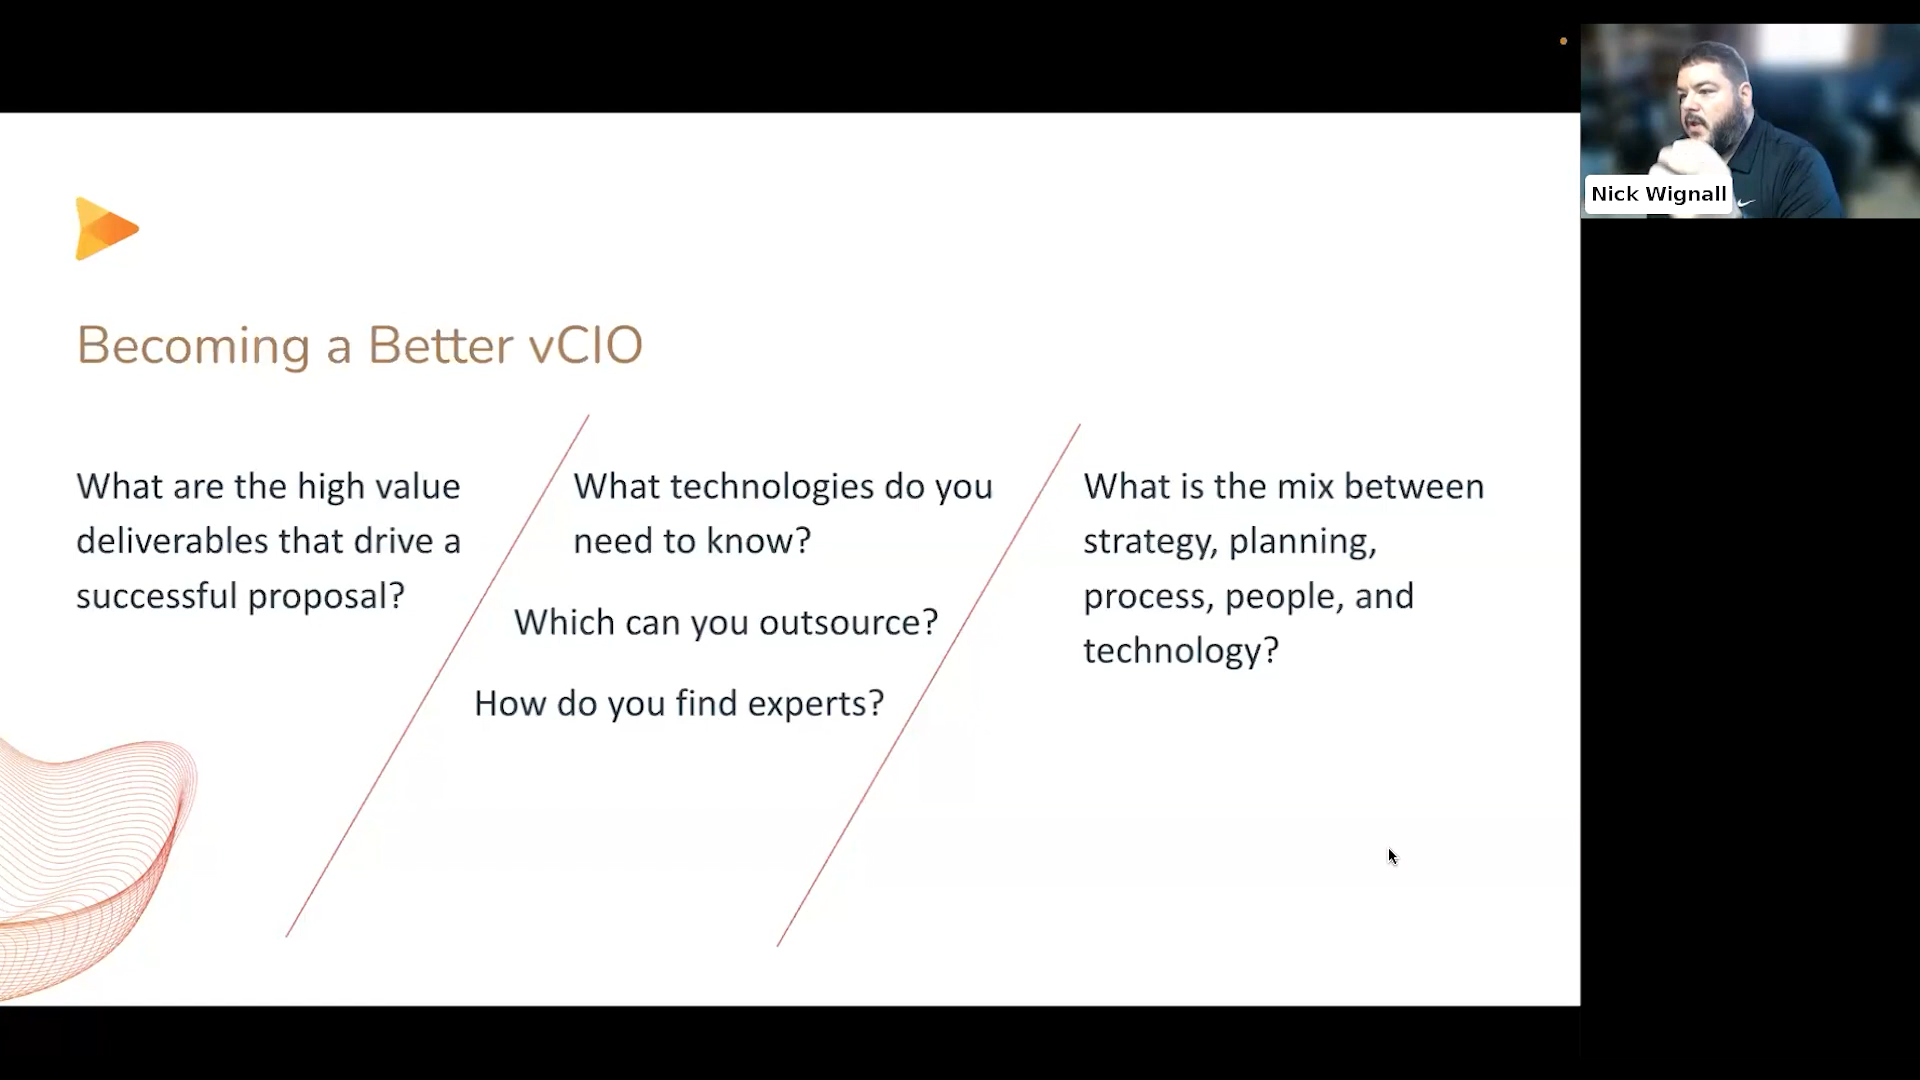 Becoming a Better vCIO
What are the high value
deliverables that drive a
successful proposal?
What technologies do you
need to know?
Which can you outsource?
How do you find experts?
What is the mix between
strategy, planning,
process, people, and
technology?
Nick Wignall